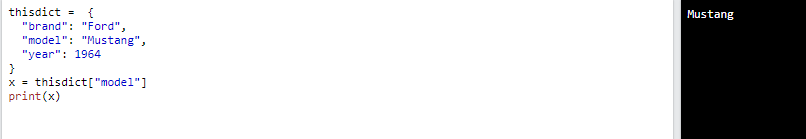 thisdict =  {
  "brand": "Ford",
  "model": "Mustang",
  "year": 1964
}
x = thisdict["model"]
print(x)
Mustang